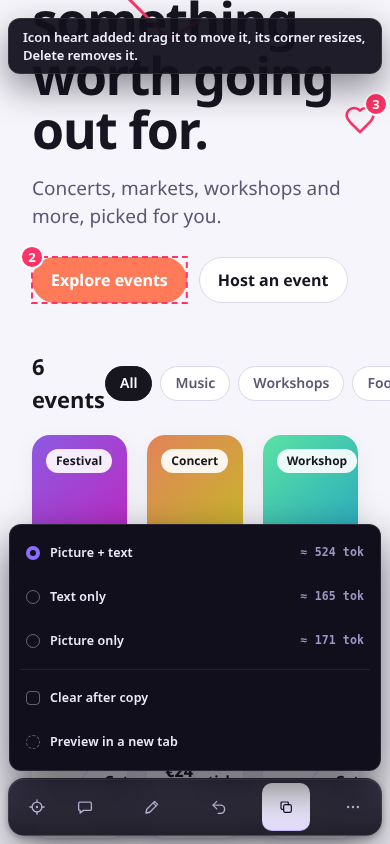 something
Icon heart added: drag it to move it, its corner resizes,
Delete removes it.
worth going
out for.
3
Concerts, markets, workshops and
more, picked for you.
2
Explore events
Host an event
6
events
All
Music
Workshops
Foo
Festival
Concert
Workshop
Picture + text
≈ 524 tok
Text only
≈ 165 tok
Picture only
≈ 171 tok
Clear after copy
Preview in a new tab
€24